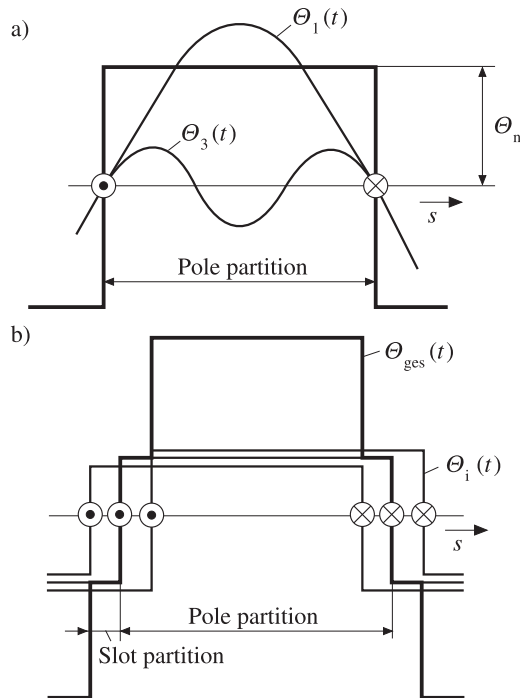 a)
Θ₁(t)
Θ₃(t)
Θₙ
s
Pole partition
b)
Θges(t)
Θᵢ(t)
s
Pole partition
Slot partition